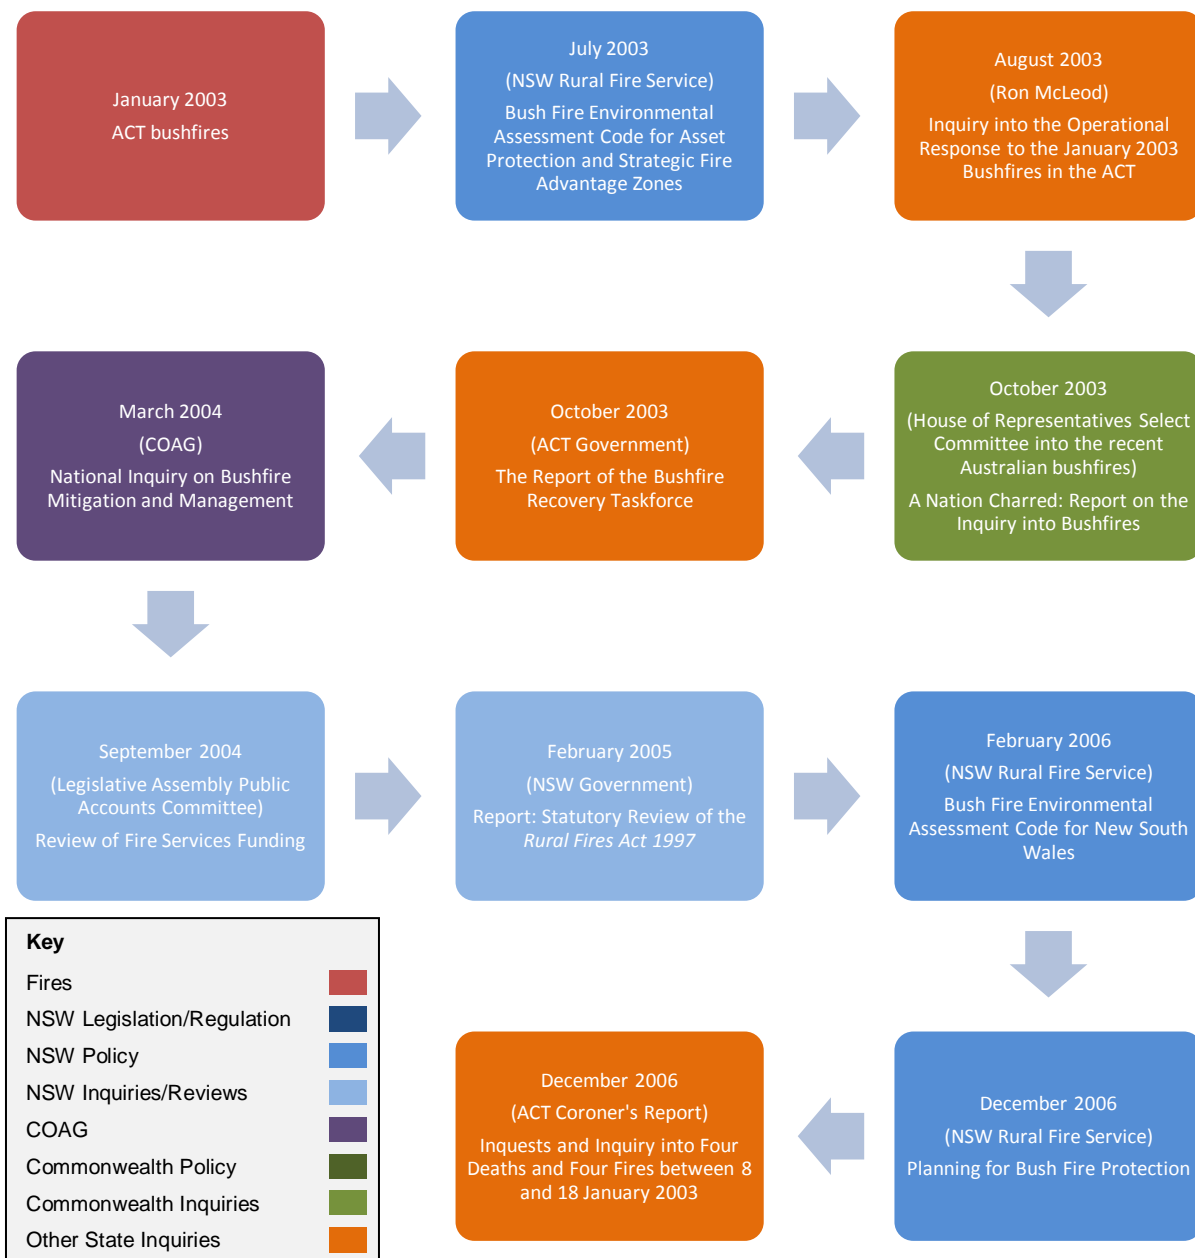 January 2003
ACT bushfires
July 2003
(NSW Rural Fire Service)
Bush Fire Environmental
Assessment Code for Asset
Protection and Strategic Fire
Advantage Zones
August 2003
(Ron McLeod)
Inquiry into the Operational
Response to the January 2003
Bushfires in the ACT
October 2003
(House of Representatives Select
Committee into the recent
Australian bushfires)
A Nation Charred: Report on the
Inquiry into Bushfires
October 2003
(ACT Government)
The Report of the Bushfire
Recovery Taskforce
March 2004
(COAG)
National Inquiry on Bushfire
Mitigation and Management
September 2004
(Legislative Assembly Public
Accounts Committee)
Review of Fire Services Funding
February 2005
(NSW Government)
Report: Statutory Review of the
Rural Fires Act 1997
February 2006
(NSW Rural Fire Service)
Bush Fire Environmental
Assessment Code for New South
Wales
December 2006
(NSW Rural Fire Service)
Planning for Bush Fire Protection
December 2006
(ACT Coroner's Report)
Inquests and Inquiry into Four
Deaths and Four Fires between 8
and 18 January 2003
Key
Fires
NSW Legislation/Regulation
NSW Policy
NSW Inquiries/Reviews
COAG
Commonwealth Policy
Commonwealth Inquiries
Other State Inquiries